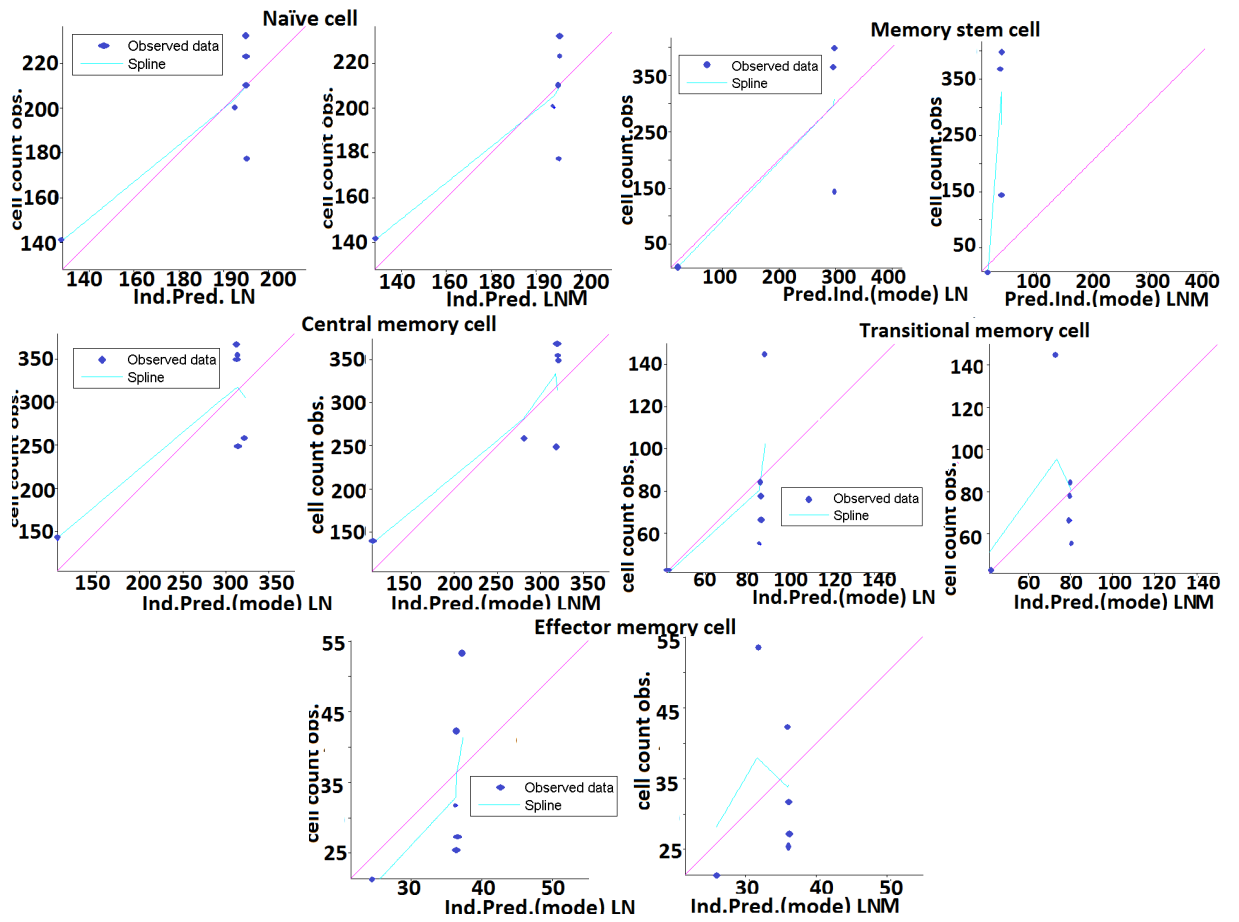 Naïve cell
Memory stem cell
cell count obs.
220
200
180
160
140
Observed data
Spline
140 160 180 190 200
Ind.Pred. LN
cell count obs.
220
200
180
160
140
140 160 180 190 200
Ind.Pred. LNM
cell count.obs
350
250
150
50
Observed data
Spline
100 200 300 400
Pred.Ind.(mode) LN
cell count obs
350
250
150
50
100 200 300 400
Pred.Ind.(mode) LNM
Central memory cell
Transitional memory cell
cell count obs.
350
300
250
200
150
Observed data
Spline
150 200 250 300 350
Ind.Pred.(mode) LN
cell count obs.
350
300
250
200
150
150 200 250 300 350
Ind.Pred.(mode) LNM
cell count obs.
140
120
100
80
60
Observed data
Spline
60 80 100 120 140
Ind.Pred.(mode) LN
cell count obs.
140
120
100
80
60
60 80 100 120 140
Ind.Pred.(mode) LNM
Effector memory cell
cell count obs.
55
45
35
25
Observed data
Spline
30 40 50
Ind.Pred.(mode) LN
cell count obs.
55
45
35
25
30 40 50
Ind.Pred.(mode) LNM